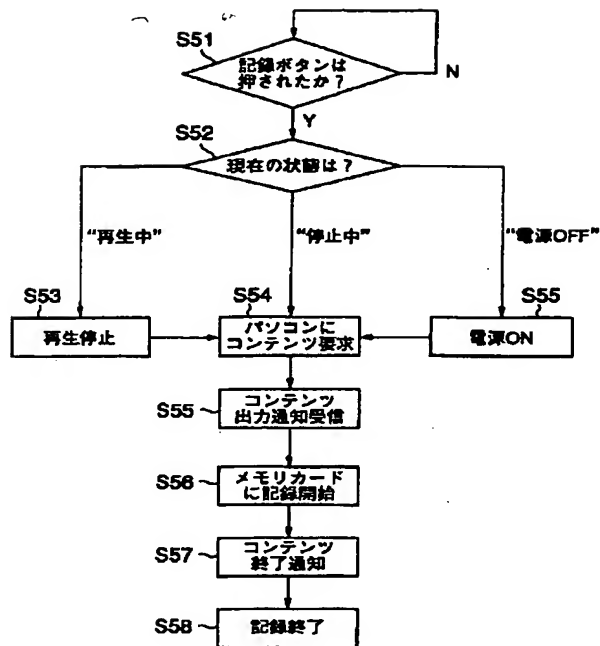 S51
記録ボタンは
押されたか？
N
Y
S52
現在の状態は？
“再生中”
“停止中”
“電源OFF”
S53
再生停止
S54
パソコンに
コンテンツ要求
S55
電源ON
S55
コンテンツ
出力通知受信
S56
メモリカード
に記録開始
S57
コンテンツ
終了通知
S58
記録終了